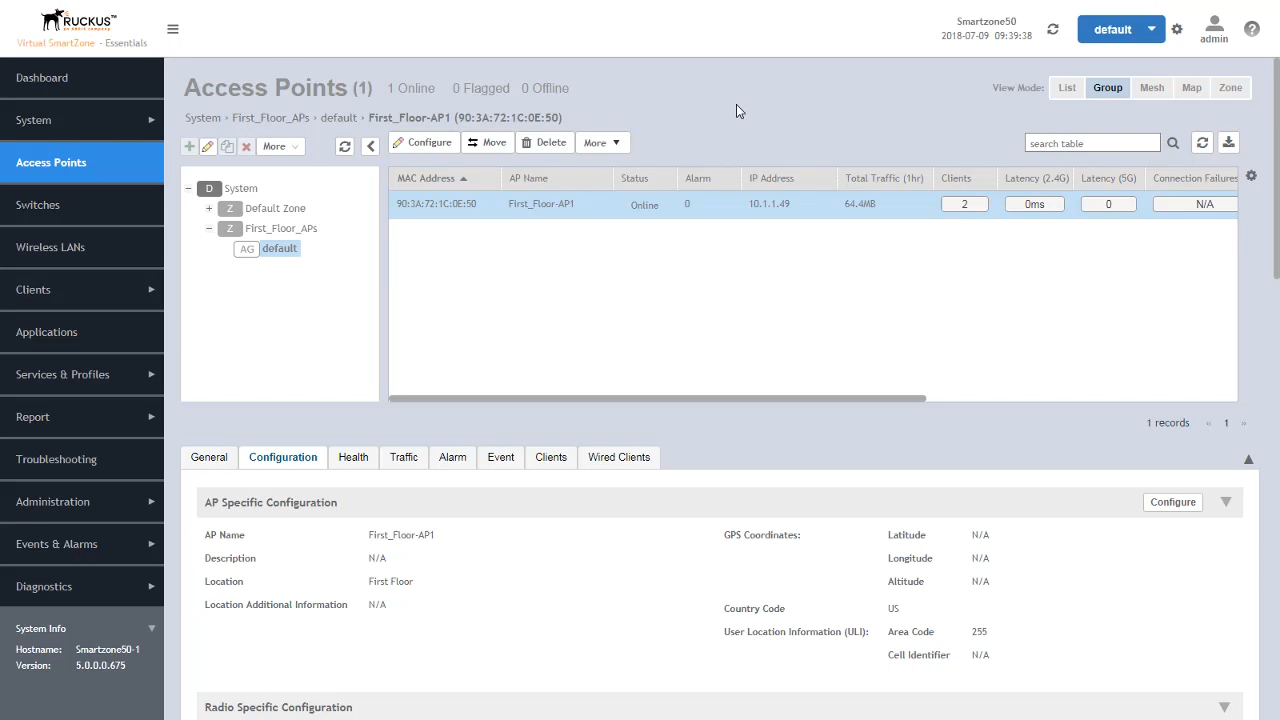 RUCKUS™
Virtual SmartZone - Essentials
Smartzone50
2018-07-09 09:39:38
default
admin
Dashboard
System
Access Points
Switches
Wireless LANs
Clients
Applications
Services & Profiles
Report
Troubleshooting
Administration
Events & Alarms
Diagnostics
System Info
Hostname: Smartzone50-1
Version: 5.0.0.0.675
Access Points (1) 1 Online 0 Flagged 0 Offline
View Mode: List Group Mesh Map Zone
System › First_Floor_APs › default › First_Floor-AP1 (90:3A:72:1C:0E:50)
More
Configure Move Delete More
search table
D System
Z Default Zone
Z First_Floor_APs
AG default
MAC Address AP Name Status Alarm IP Address Total Traffic (1hr) Clients Latency (2.4G) Latency (5G) Connection Failures
90:3A:72:1C:0E:50 First_Floor-AP1 Online 0 10.1.1.49 64.4MB 2 0ms 0 N/A
1 records « 1 »
General Configuration Health Traffic Alarm Event Clients Wired Clients
AP Specific Configuration Configure
AP Name First_Floor-AP1 GPS Coordinates: Latitude N/A
Description N/A Longitude N/A
Location First Floor Altitude N/A
Location Additional Information N/A Country Code US
User Location Information (ULI): Area Code 255
Cell Identifier N/A
Radio Specific Configuration